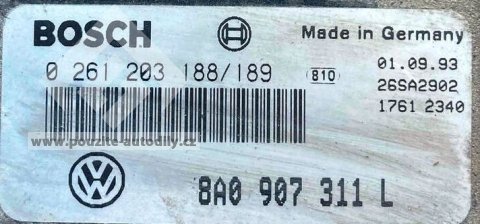 BOSCH
Made in Germany
0 261 203 188/189
810
01.09.93
26SA2902
1761 2340
www.pouzite-autodily.cz
8A0 907 311 L